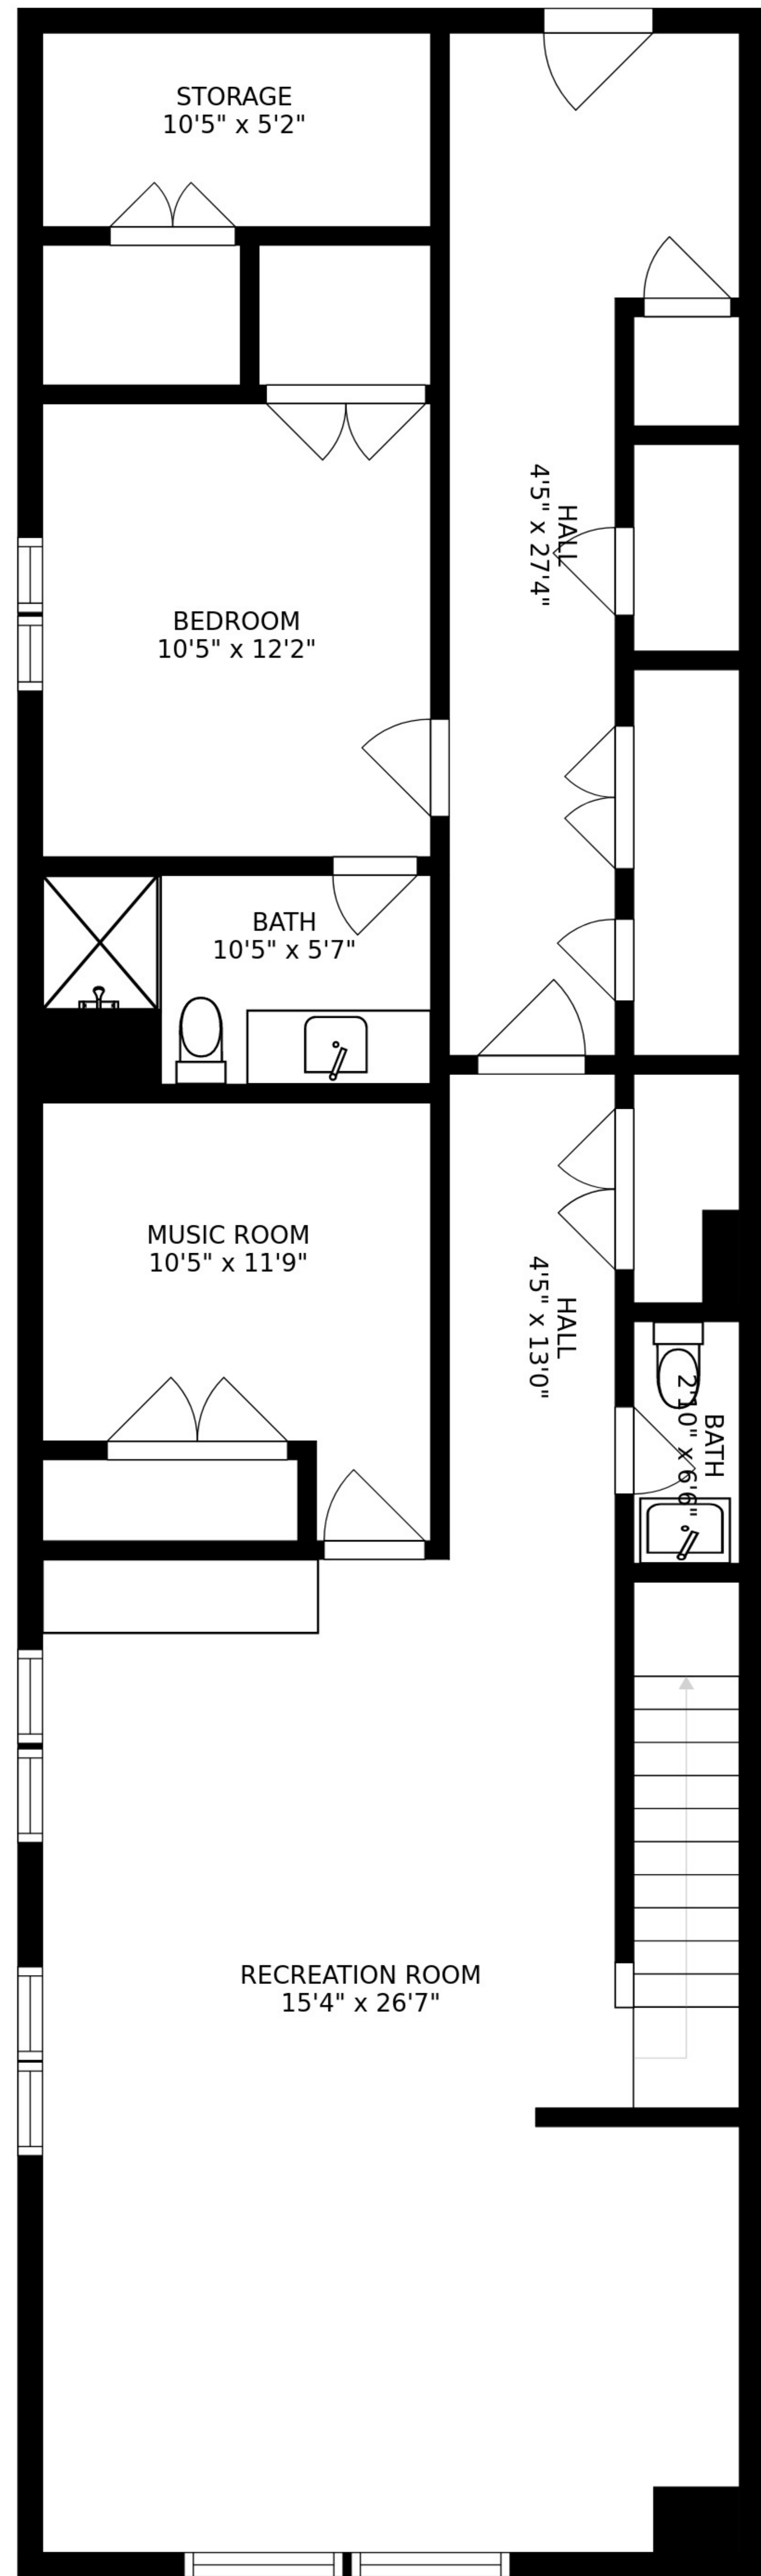 STORAGE
10'5" x 5'2"
HALL
4'5" x 27'4"
BEDROOM
10'5" x 12'2"
BATH
10'5" x 5'7"
MUSIC ROOM
10'5" x 11'9"
HALL
4'5" x 13'0"
BATH
2'10" x 6'6"
RECREATION ROOM
15'4" x 26'7"